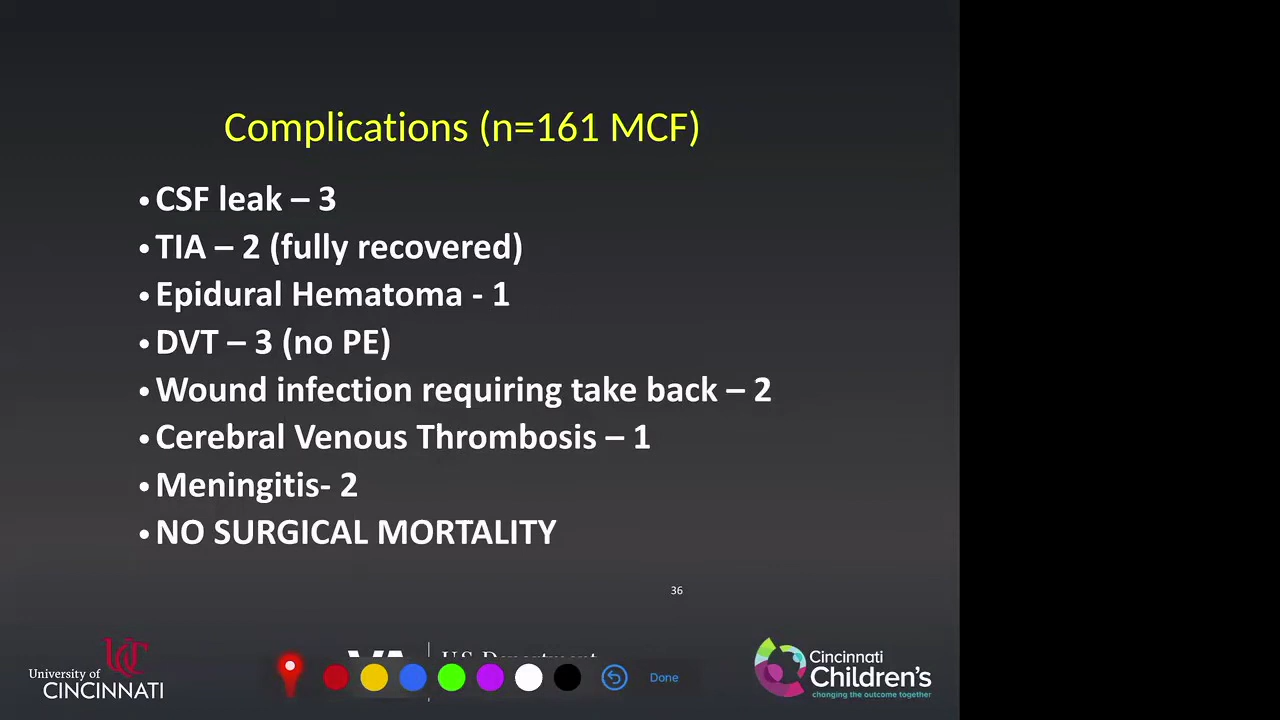 Complications (n=161 MCF)
•CSF leak – 3
•TIA – 2 (fully recovered)
•Epidural Hematoma - 1
•DVT – 3 (no PE)
•Wound infection requiring take back – 2
•Cerebral Venous Thrombosis – 1
•Meningitis- 2
•NO SURGICAL MORTALITY
36
University of
CINCINNATI
VA
U.S. Department
Done
Cincinnati
Children's
changing the outcome together